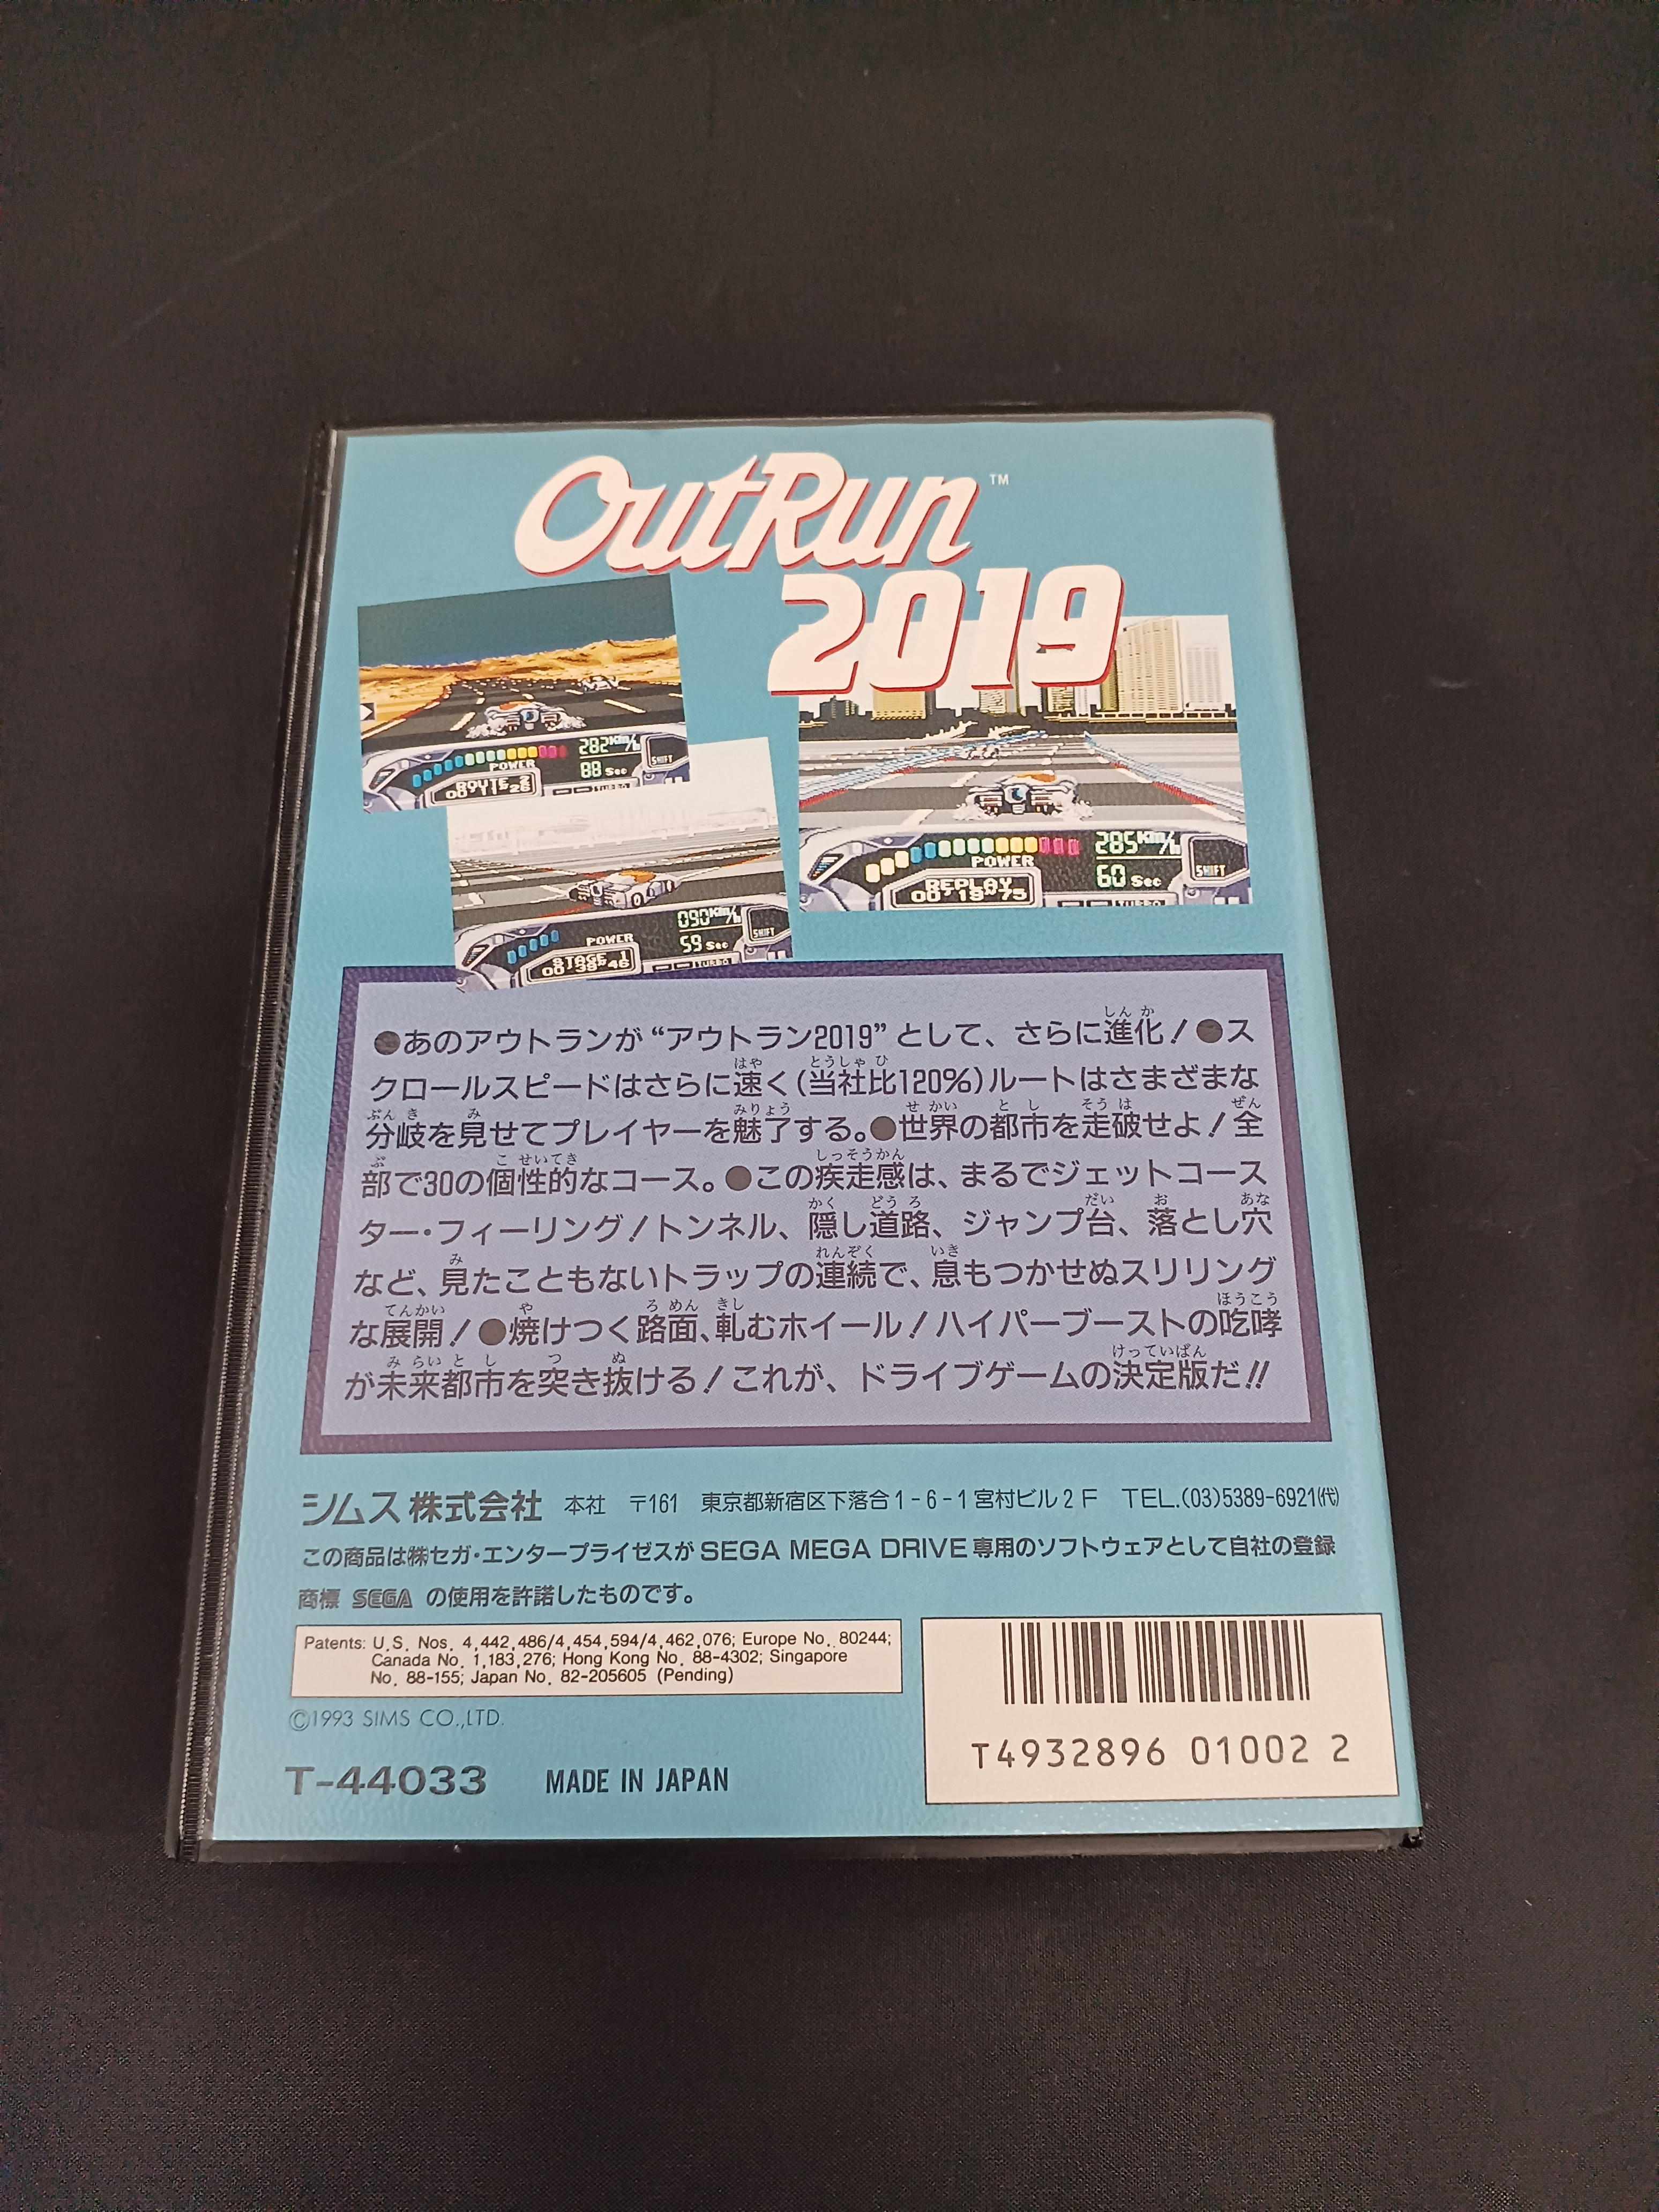 OutRun™
2019
282Km/h
88 Sec
SHIFT
POWER
ROUTE 2
00'11"26
TURBO
285Km/h
60 Sec
SHIFT
POWER
REPLAY
00'19"75
090Km/h
59 Sec
SHIFT
POWER
STAGE 1
00'39"46
TURBO
●あのアウトランが“アウトラン2019”として、さらに進化！●ス
クロールスピードはさらに速く(当社比120%)ルートはさまざまな
分岐を見せてプレイヤーを魅了する。●世界の都市を走破せよ！全
部で30の個性的なコース。●この疾走感は、まるでジェットコース
ター・フィーリング！トンネル、隠し道路、ジャンプ台、落とし穴
など、見たこともないトラップの連続で、息もつかせぬスリリング
な展開！●焼けつく路面、軋むホイール！ハイパーブーストの咆哮
が未来都市を突き抜ける！これが、ドライブゲームの決定版だ!!
シムス株式会社 本社 〒161 東京都新宿区下落合1-6-1宮村ビル2F TEL.(03)5389-6921㈹
この商品は㈱セガ・エンタープライゼスがSEGA MEGA DRIVE専用のソフトウェアとして自社の登録
商標 SEGA の使用を許諾したものです。
Patents: U.S. Nos. 4,442,486/4,454,594/4,462,076; Europe No. 80244;
Canada No. 1,183,276; Hong Kong No. 88-4302; Singapore
No. 88-155; Japan No. 82-205605 (Pending)
©1993 SIMS CO.,LTD.
T-44033 MADE IN JAPAN
T4932896 01002 2